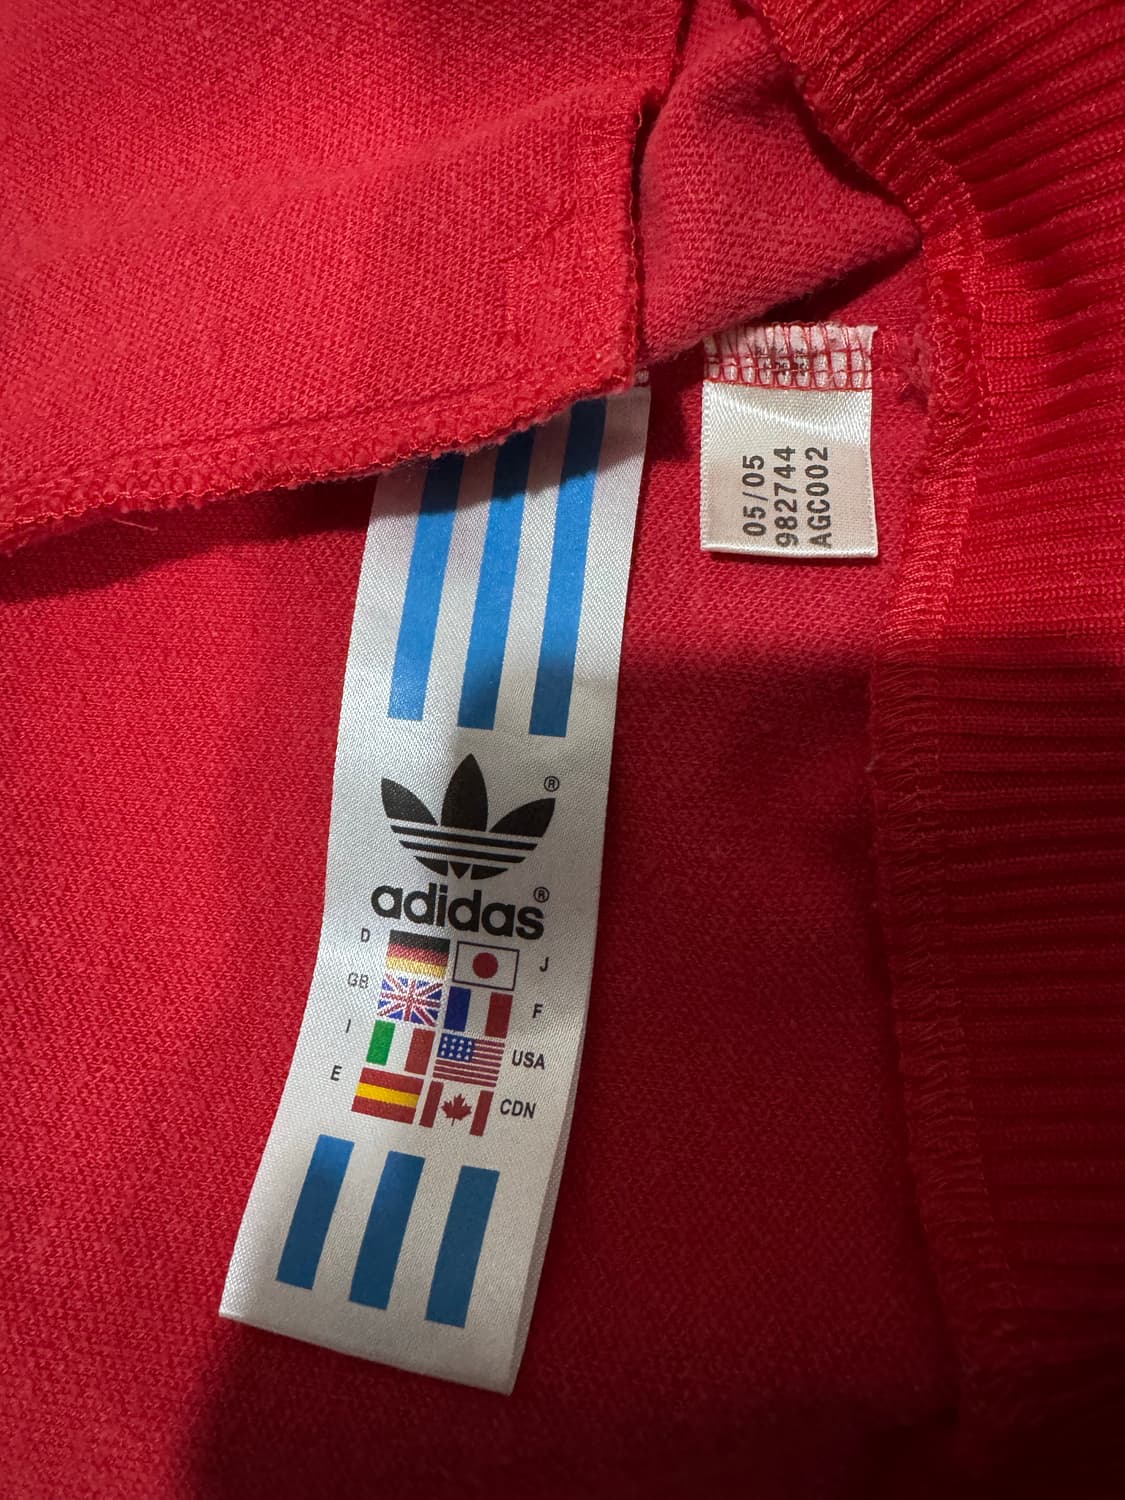 05/05
982744
AGC002
®
adidas®
D J
GB F
I USA
E CDN